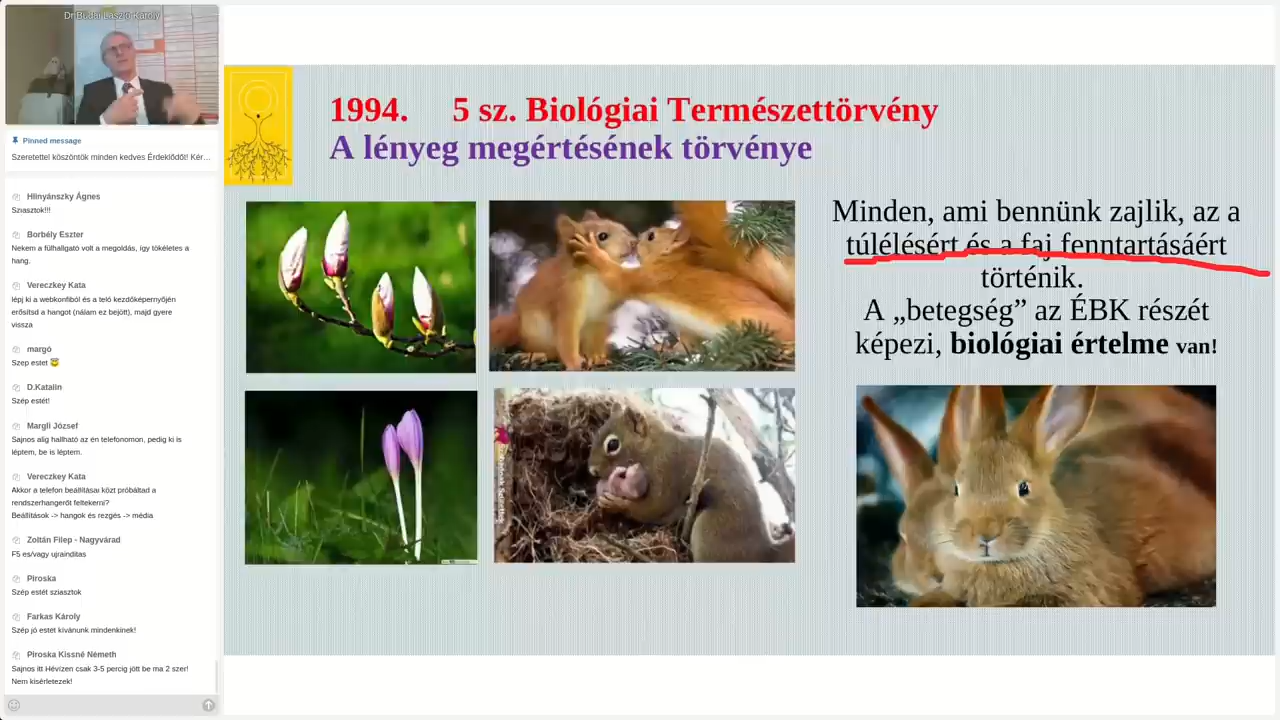 Dr Budai László Károly
Pinned message
Szeretettel köszöntök minden kedves Érdeklődőt! Kér…
Hlinyánszky Ágnes
Sziasztok!!!
Borbély Eszter
Nekem a fülhallgató volt a megoldás, így tökéletes a
hang.
Vereczkey Kata
lépj ki a webkonfiból és a teló kezdőképernyőjén
erősítsd a hangot (nálam ez bejött), majd gyere
vissza
margó
Szep estet 😇
D.Katalin
Szép estét!
Margli József
Sajnos alig hallható az én telefonomon, pedig ki is
léptem, be is léptem.
Vereczkey Kata
Akkor a telefon beállításai közt próbáltad a
rendszerhangerőt feltekerni?
Beállítások -> hangok és rezgés -> média
Zoltán Filep - Nagyvárad
F5 es/vagy ujrainditas
Piroska
Szép estét sziasztok
Farkas Károly
Szép jó estét kívánunk mindenkinek!
Piroska Kissné Németh
Sajnos itt Hévízen csak 3-5 percig jött be ma 2 szer!
Nem kisérletezek!
1994. 5 sz. Biológiai Természettörvény
A lényeg megértésének törvénye
Minden, ami bennünk zajlik, az a
túlélésért és a faj fenntartásáért
történik.
A „betegség” az ÉBK részét
képezi, biológiai értelme van!